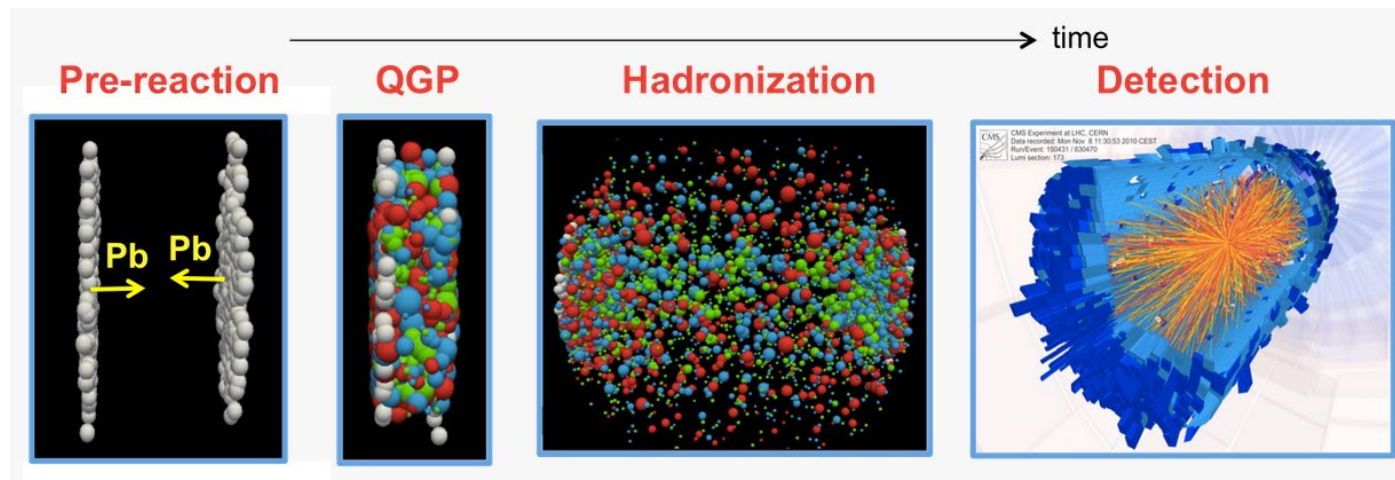 time
Pre-reaction
QGP
Hadronization
Detection
Pb
Pb
CMS
CMS Experiment at LHC, CERN
Data recorded: Mon Nov 8 11:30:53 2010 CEST
Run/Event: 150431 / 630470
Lumi section: 173